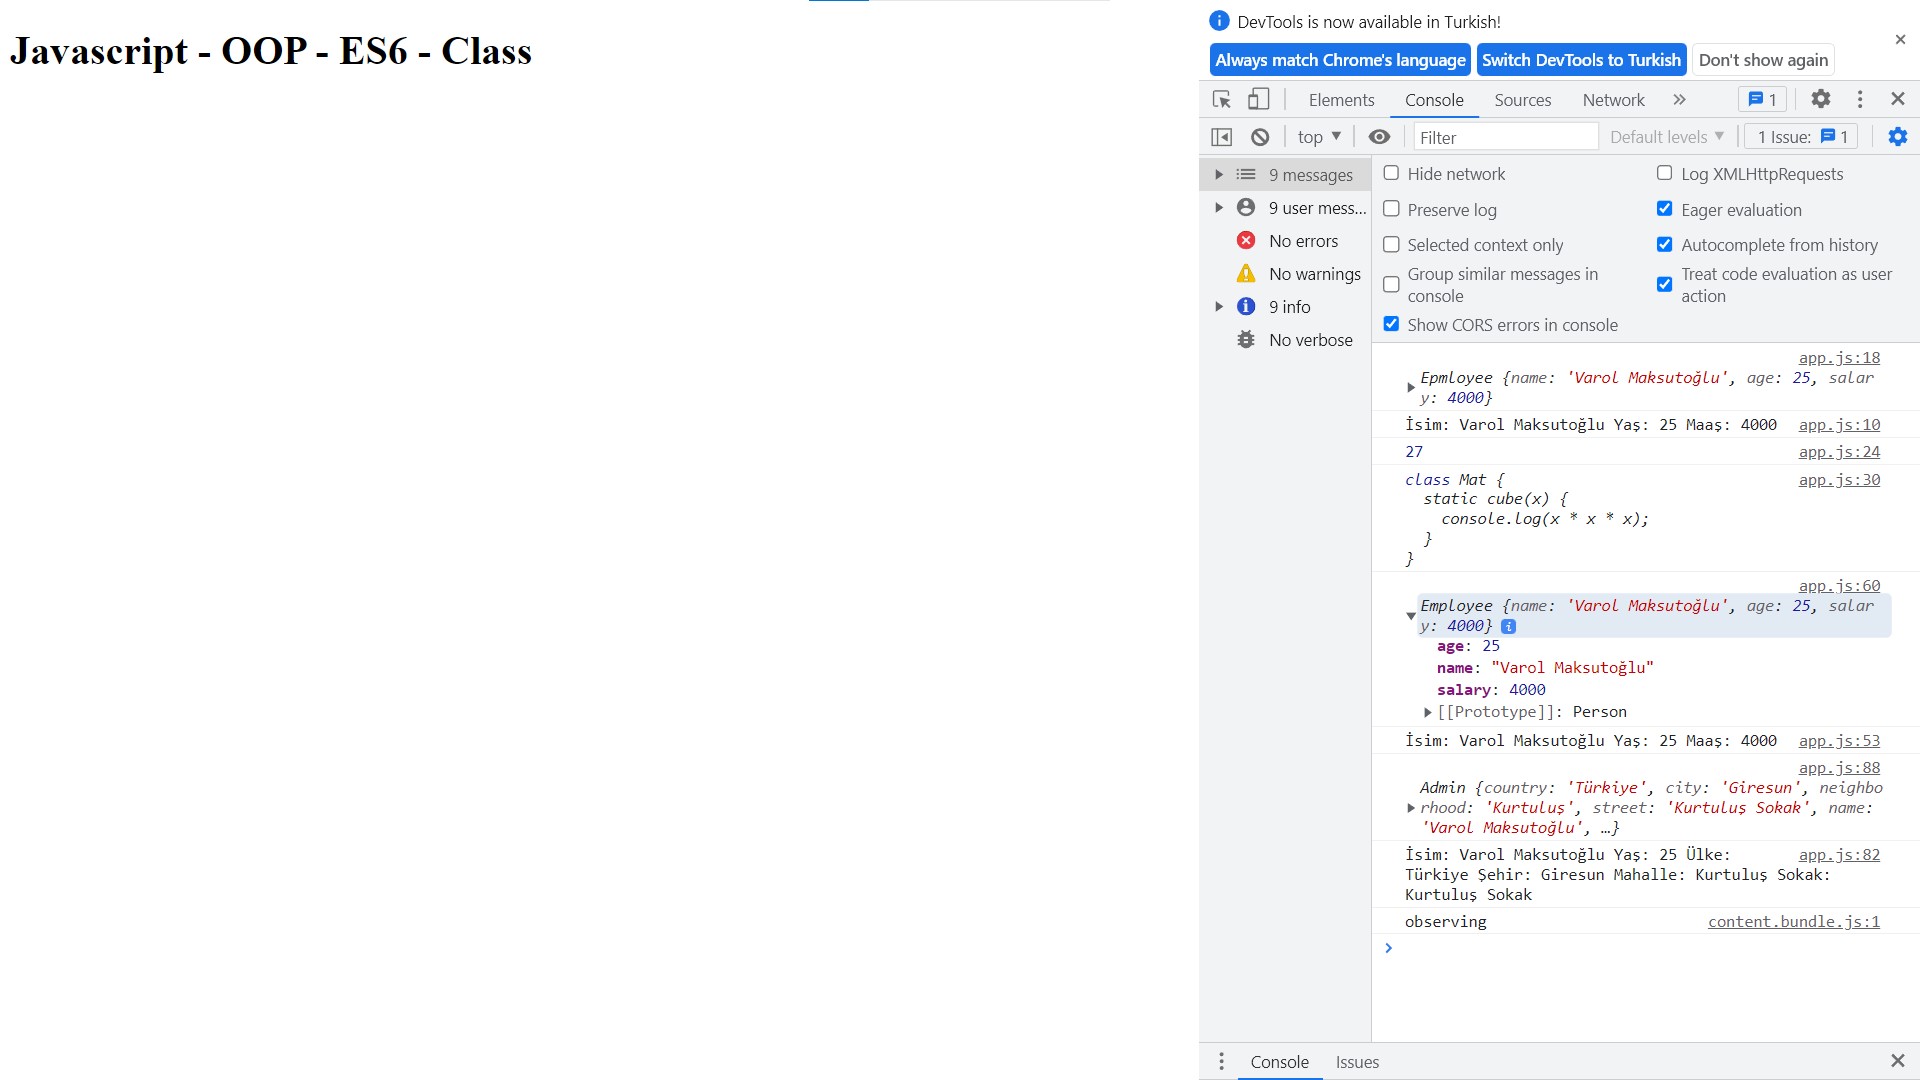 Javascript - OOP - ES6 - Class
DevTools is now available in Turkish!
Always match Chrome's language Switch DevTools to Turkish Don't show again
Elements Console Sources Network 1
top Filter Default levels 1 Issue: 1
9 messages
9 user mess...
No errors
No warnings
9 info
No verbose
Hide network Log XMLHttpRequests
Preserve log Eager evaluation
Selected context only Autocomplete from history
Group similar messages in console Treat code evaluation as user action
Show CORS errors in console
app.js:18
Epmloyee {name: 'Varol Maksutoğlu', age: 25, salar
y: 4000}
İsim: Varol Maksutoğlu Yaş: 25 Maaş: 4000 app.js:10
27 app.js:24
class Mat { app.js:30
static cube(x) {
console.log(x * x * x);
}
}
app.js:60
Employee {name: 'Varol Maksutoğlu', age: 25, salar
y: 4000} i
age: 25
name: "Varol Maksutoğlu"
salary: 4000
[[Prototype]]: Person
İsim: Varol Maksutoğlu Yaş: 25 Maaş: 4000 app.js:53
app.js:88
Admin {country: 'Türkiye', city: 'Giresun', neighbo
rhood: 'Kurtuluş', street: 'Kurtuluş Sokak', name:
'Varol Maksutoğlu', …}
İsim: Varol Maksutoğlu Yaş: 25 Ülke: app.js:82
Türkiye Şehir: Giresun Mahalle: Kurtuluş Sokak:
Kurtuluş Sokak
observing content.bundle.js:1
Console Issues